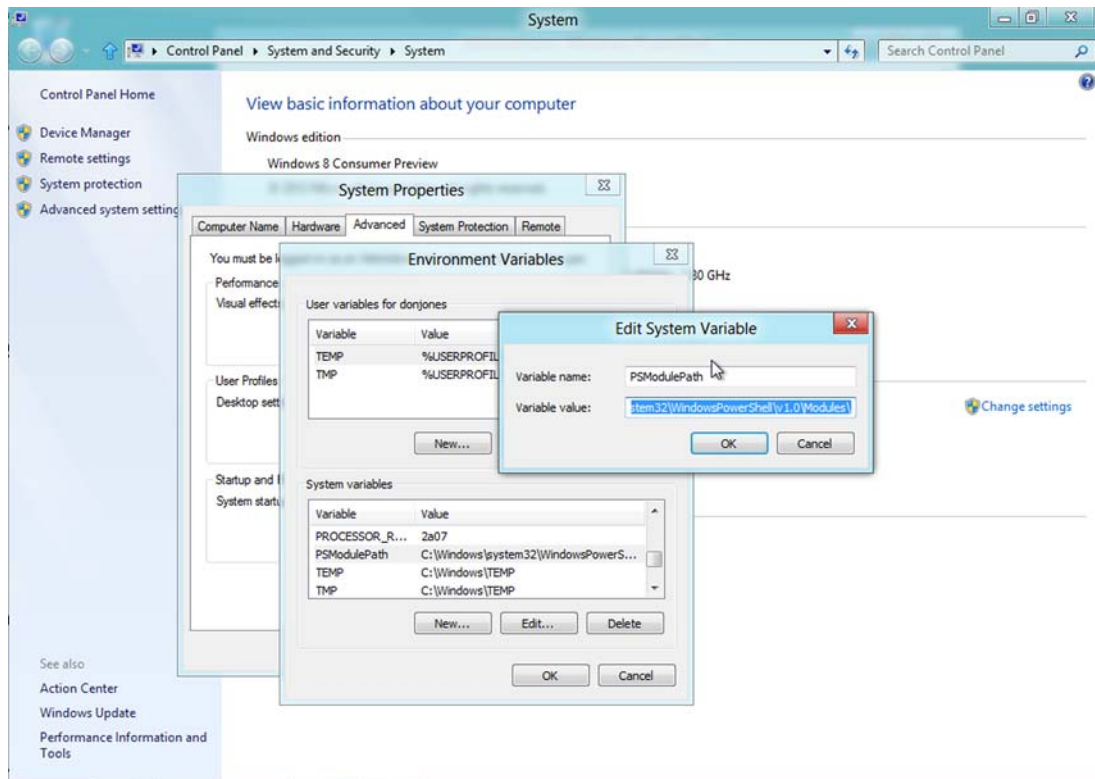 System
Control Panel ▸ System and Security ▸ System
Search Control Panel
Control Panel Home
Device Manager
Remote settings
System protection
Advanced system setting
See also
Action Center
Windows Update
Performance Information and
Tools
View basic information about your computer
Windows edition
Windows 8 Consumer Preview
30 GHz
Change settings
System Properties
Computer Name Hardware Advanced System Protection Remote
You must be l
Performance
Visual effect
User Profiles
Desktop sett
Startup and
System start
Environment Variables
User variables for donjones
Variable Value
TEMP %USERPROFIL
TMP %USERPROFIL
New...
System variables
Variable Value
PROCESSOR_R... 2a07
PSModulePath C:\Windows\system32\WindowsPowerS...
TEMP C:\Windows\TEMP
TMP C:\Windows\TEMP
New... Edit... Delete
OK Cancel
Edit System Variable
Variable name: PSModulePath
Variable value: stem32\WindowsPowerShell\v1.0\Modules\
OK Cancel